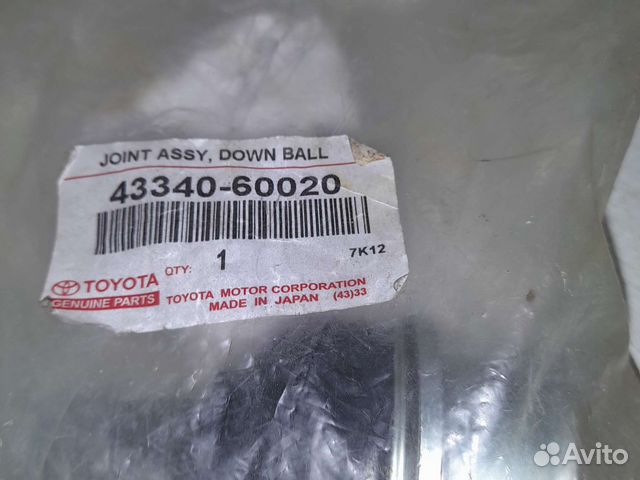 JOINT ASSY, DOWN BALL
43340-60020
QTY: 1 7K12
TOYOTA
GENUINE PARTS
TOYOTA MOTOR CORPORATION
MADE IN JAPAN (43)33
Avito